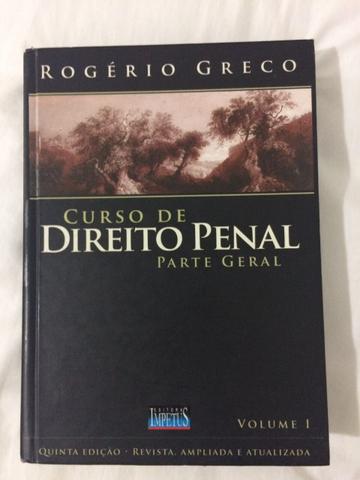 ROGÉRIO GRECO
CURSO DE
DIREITO PENAL
PARTE GERAL
EDITORA
IMPETUS
VOLUME I
QUINTA EDIÇÃO · REVISTA, AMPLIADA E ATUALIZADA